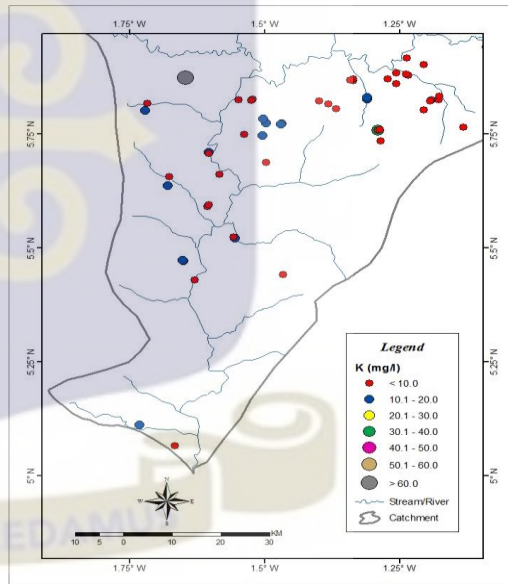 1.75° W 1.5° W 1.25° W
5.75° N 5.75° N
5.5° N 5.5° N
5.25° N 5.25° N
5° N 5° N
Legend
K (mg/l)
< 10.0
10.1 - 20.0
20.1 - 30.0
30.1 - 40.0
40.1 - 50.0
50.1 - 60.0
> 60.0
Stream/River
Catchment
N
W E
S
EDAMU
10 5 0 10 20 30 KM
1.75° W 1.5° W 1.25° W